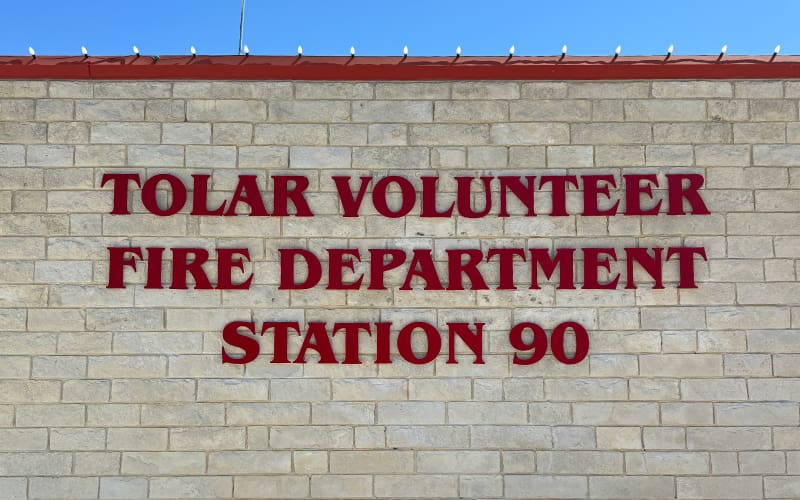 TOLAR VOLUNTEER
FIRE DEPARTMENT
STATION 90